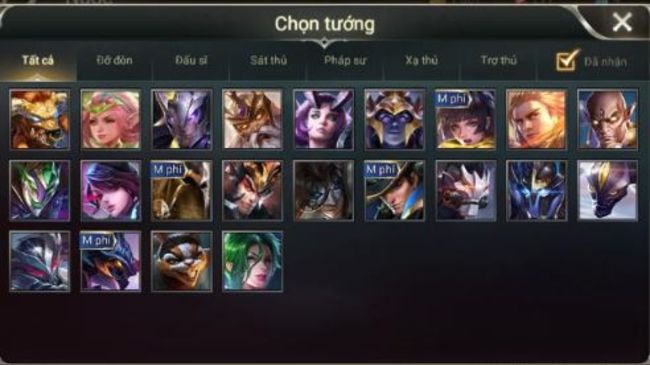 Chọn tướng
Tất cả Đỡ đòn Đấu sĩ Sát thủ Pháp sư Xạ thủ Trợ thủ Đã nhận
M phí
M phí M phí
M phí